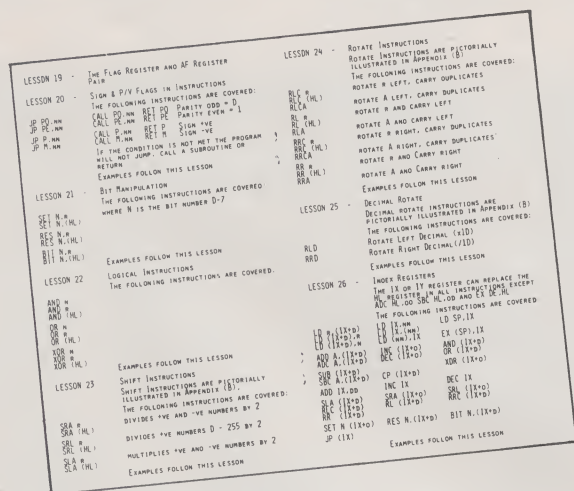 LESSON 19 - THE FLAG REGISTER AND AF REGISTER
PAIR
LESSON 20 - SIGN & P/V FLAGS IN INSTRUCTIONS
THE FOLLOWING INSTRUCTIONS ARE COVERED:
JP PO.NN CALL PO.NN RET PO PARITY ODD = 0
JP PE.NN CALL PE.NN RET PE PARITY EVEN = 1
JP P.NN CALL P.NN RET P SIGN +VE
JP M.NN CALL M.NN RET M SIGN -VE
IF THE CONDITION IS NOT MET THE PROGRAM
WILL NOT JUMP, CALL A SUBROUTINE OR
RETURN
EXAMPLES FOLLOW THIS LESSON
LESSON 21 - BIT MANIPULATION
THE FOLLOWING INSTRUCTIONS ARE COVERED
WHERE N IS THE BIT NUMBER 0-7
SET N.R
SET N.(HL)
RES N.R
RES N.(HL)
BIT N.R
BIT N.(HL)
EXAMPLES FOLLOW THIS LESSON
LESSON 22 LOGICAL INSTRUCTIONS
THE FOLLOWING INSTRUCTIONS ARE COVERED.
AND N
AND R
AND (HL)
OR N
OR R
OR (HL)
XOR N
XOR R
XOR (HL)
EXAMPLES FOLLOW THIS LESSON
LESSON 23 SHIFT INSTRUCTIONS
SHIFT INSTRUCTIONS ARE PICTORIALLY
ILLUSTRATED IN APPENDIX (B).
THE FOLLOWING INSTRUCTIONS ARE COVERED:
SRA R DIVIDES +VE AND -VE NUMBERS BY 2
SRA (HL)
SRL R DIVIDES +VE NUMBERS 0 - 255 BY 2
SRL (HL)
SLA R MULTIPLIES +VE AND -VE NUMBERS BY 2
SLA (HL)
EXAMPLES FOLLOW THIS LESSON
LESSON 24 - ROTATE INSTRUCTIONS
ROTATE INSTRUCTIONS ARE PICTORIALLY
ILLUSTRATED IN APPENDIX (B)
THE FOLLOWING INSTRUCTIONS ARE COVERED:
RLC R ROTATE R LEFT, CARRY DUPLICATES
RLC (HL)
RLCA ROTATE A LEFT, CARRY DUPLICATES
RL R ROTATE R AND CARRY LEFT
RL (HL)
RLA ROTATE A AND CARRY LEFT
RRC R ROTATE R RIGHT, CARRY DUPLICATES
RRC (HL)
RRCA ROTATE A RIGHT, CARRY DUPLICATES
RR R ROTATE R AND CARRY RIGHT
RR (HL)
RRA ROTATE A AND CARRY RIGHT
EXAMPLES FOLLOW THIS LESSON
LESSON 25 - DECIMAL ROTATE
DECIMAL ROTATE INSTRUCTIONS ARE
PICTORIALLY ILLUSTRATED IN APPENDIX (B)
THE FOLLOWING INSTRUCTIONS ARE COVERED:
RLD ROTATE LEFT DECIMAL (x10)
RRD ROTATE RIGHT DECIMAL (/10)
EXAMPLES FOLLOW THIS LESSON
LESSON 26 - INDEX REGISTERS
THE IX OR IY REGISTER CAN REPLACE THE
HL REGISTER IN ALL INSTRUCTIONS EXCEPT
ADC HL.DD SBC HL.DD AND EX DE.HL
THE FOLLOWING INSTRUCTIONS ARE COVERED
LD R,(IX+D) LD IX.NN LD SP,IX
LD (IX+D),R LD IX.(NN)
LD (IX+D),N LD (NN),IX EX (SP),IX
ADD A,(IX+D) INC (IX+D) AND (IX+D)
ADC A,(IX+D) DEC (IX+D) OR (IX+D)
SUB (IX+D) XOR (IX+D)
SBC A,(IX+D) CP (IX+D)
ADD IX,DD INC IX DEC IX
SLA (IX+D) SRA (IX+D) SRL (IX+D)
RLC (IX+D) RL (IX+D) RRC (IX+D)
RR (IX+D)
SET N (IX+D) RES N.(IX+D) BIT N.(IX+D)
JP (IX)
EXAMPLES FOLLOW THIS LESSON